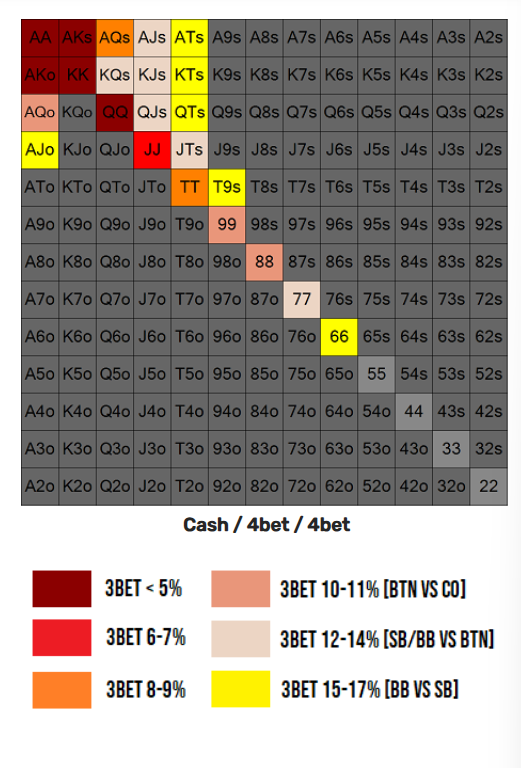 AA AKs AQs AJs ATs A9s A8s A7s A6s A5s A4s A3s A2s
AKo KK KQs KJs KTs K9s K8s K7s K6s K5s K4s K3s K2s
AQo KQo QQ QJs QTs Q9s Q8s Q7s Q6s Q5s Q4s Q3s Q2s
AJo KJo QJo JJ JTs J9s J8s J7s J6s J5s J4s J3s J2s
ATo KTo QTo JTo TT T9s T8s T7s T6s T5s T4s T3s T2s
A9o K9o Q9o J9o T9o 99 98s 97s 96s 95s 94s 93s 92s
A8o K8o Q8o J8o T8o 98o 88 87s 86s 85s 84s 83s 82s
A7o K7o Q7o J7o T7o 97o 87o 77 76s 75s 74s 73s 72s
A6o K6o Q6o J6o T6o 96o 86o 76o 66 65s 64s 63s 62s
A5o K5o Q5o J5o T5o 95o 85o 75o 65o 55 54s 53s 52s
A4o K4o Q4o J4o T4o 94o 84o 74o 64o 54o 44 43s 42s
A3o K3o Q3o J3o T3o 93o 83o 73o 63o 53o 43o 33 32s
A2o K2o Q2o J2o T2o 92o 82o 72o 62o 52o 42o 32o 22
Cash / 4bet / 4bet
3BET < 5% 3BET 10-11% [BTN VS CO]
3BET 6-7% 3BET 12-14% [SB/BB VS BTN]
3BET 8-9% 3BET 15-17% [BB VS SB]